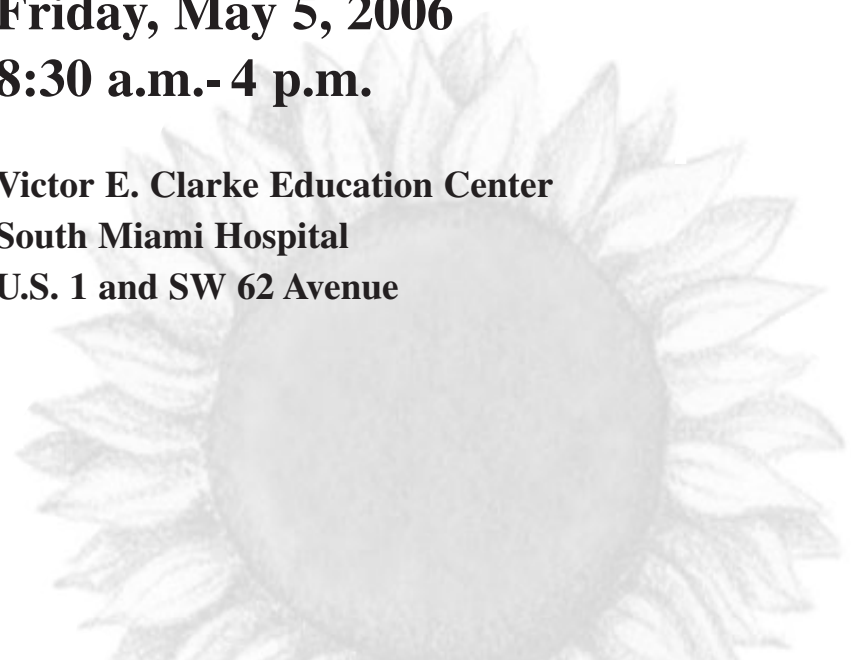 Friday, May 5, 2006
8:30 a.m.- 4 p.m.
Victor E. Clarke Education Center
South Miami Hospital
U.S. 1 and SW 62 Avenue